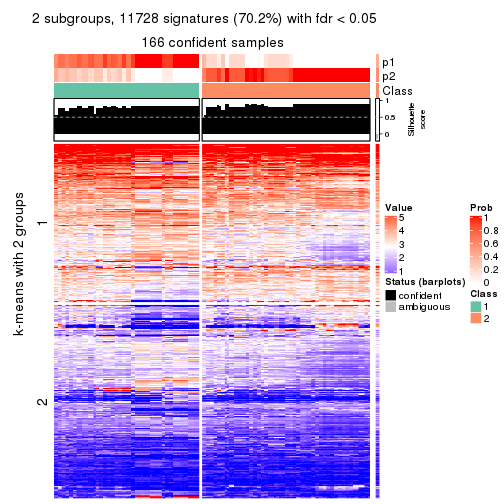 2 subgroups, 11728 signatures (70.2%) with fdr < 0.05
166 confident samples
p1
p2
Class
1
0.5
0
Silhouette
score
k-means with 2 groups
1
2
Value
5
4
3
2
1
Status (barplots)
confident
ambiguous
Prob
1
0.8
0.6
0.4
0.2
0
Class
1
2